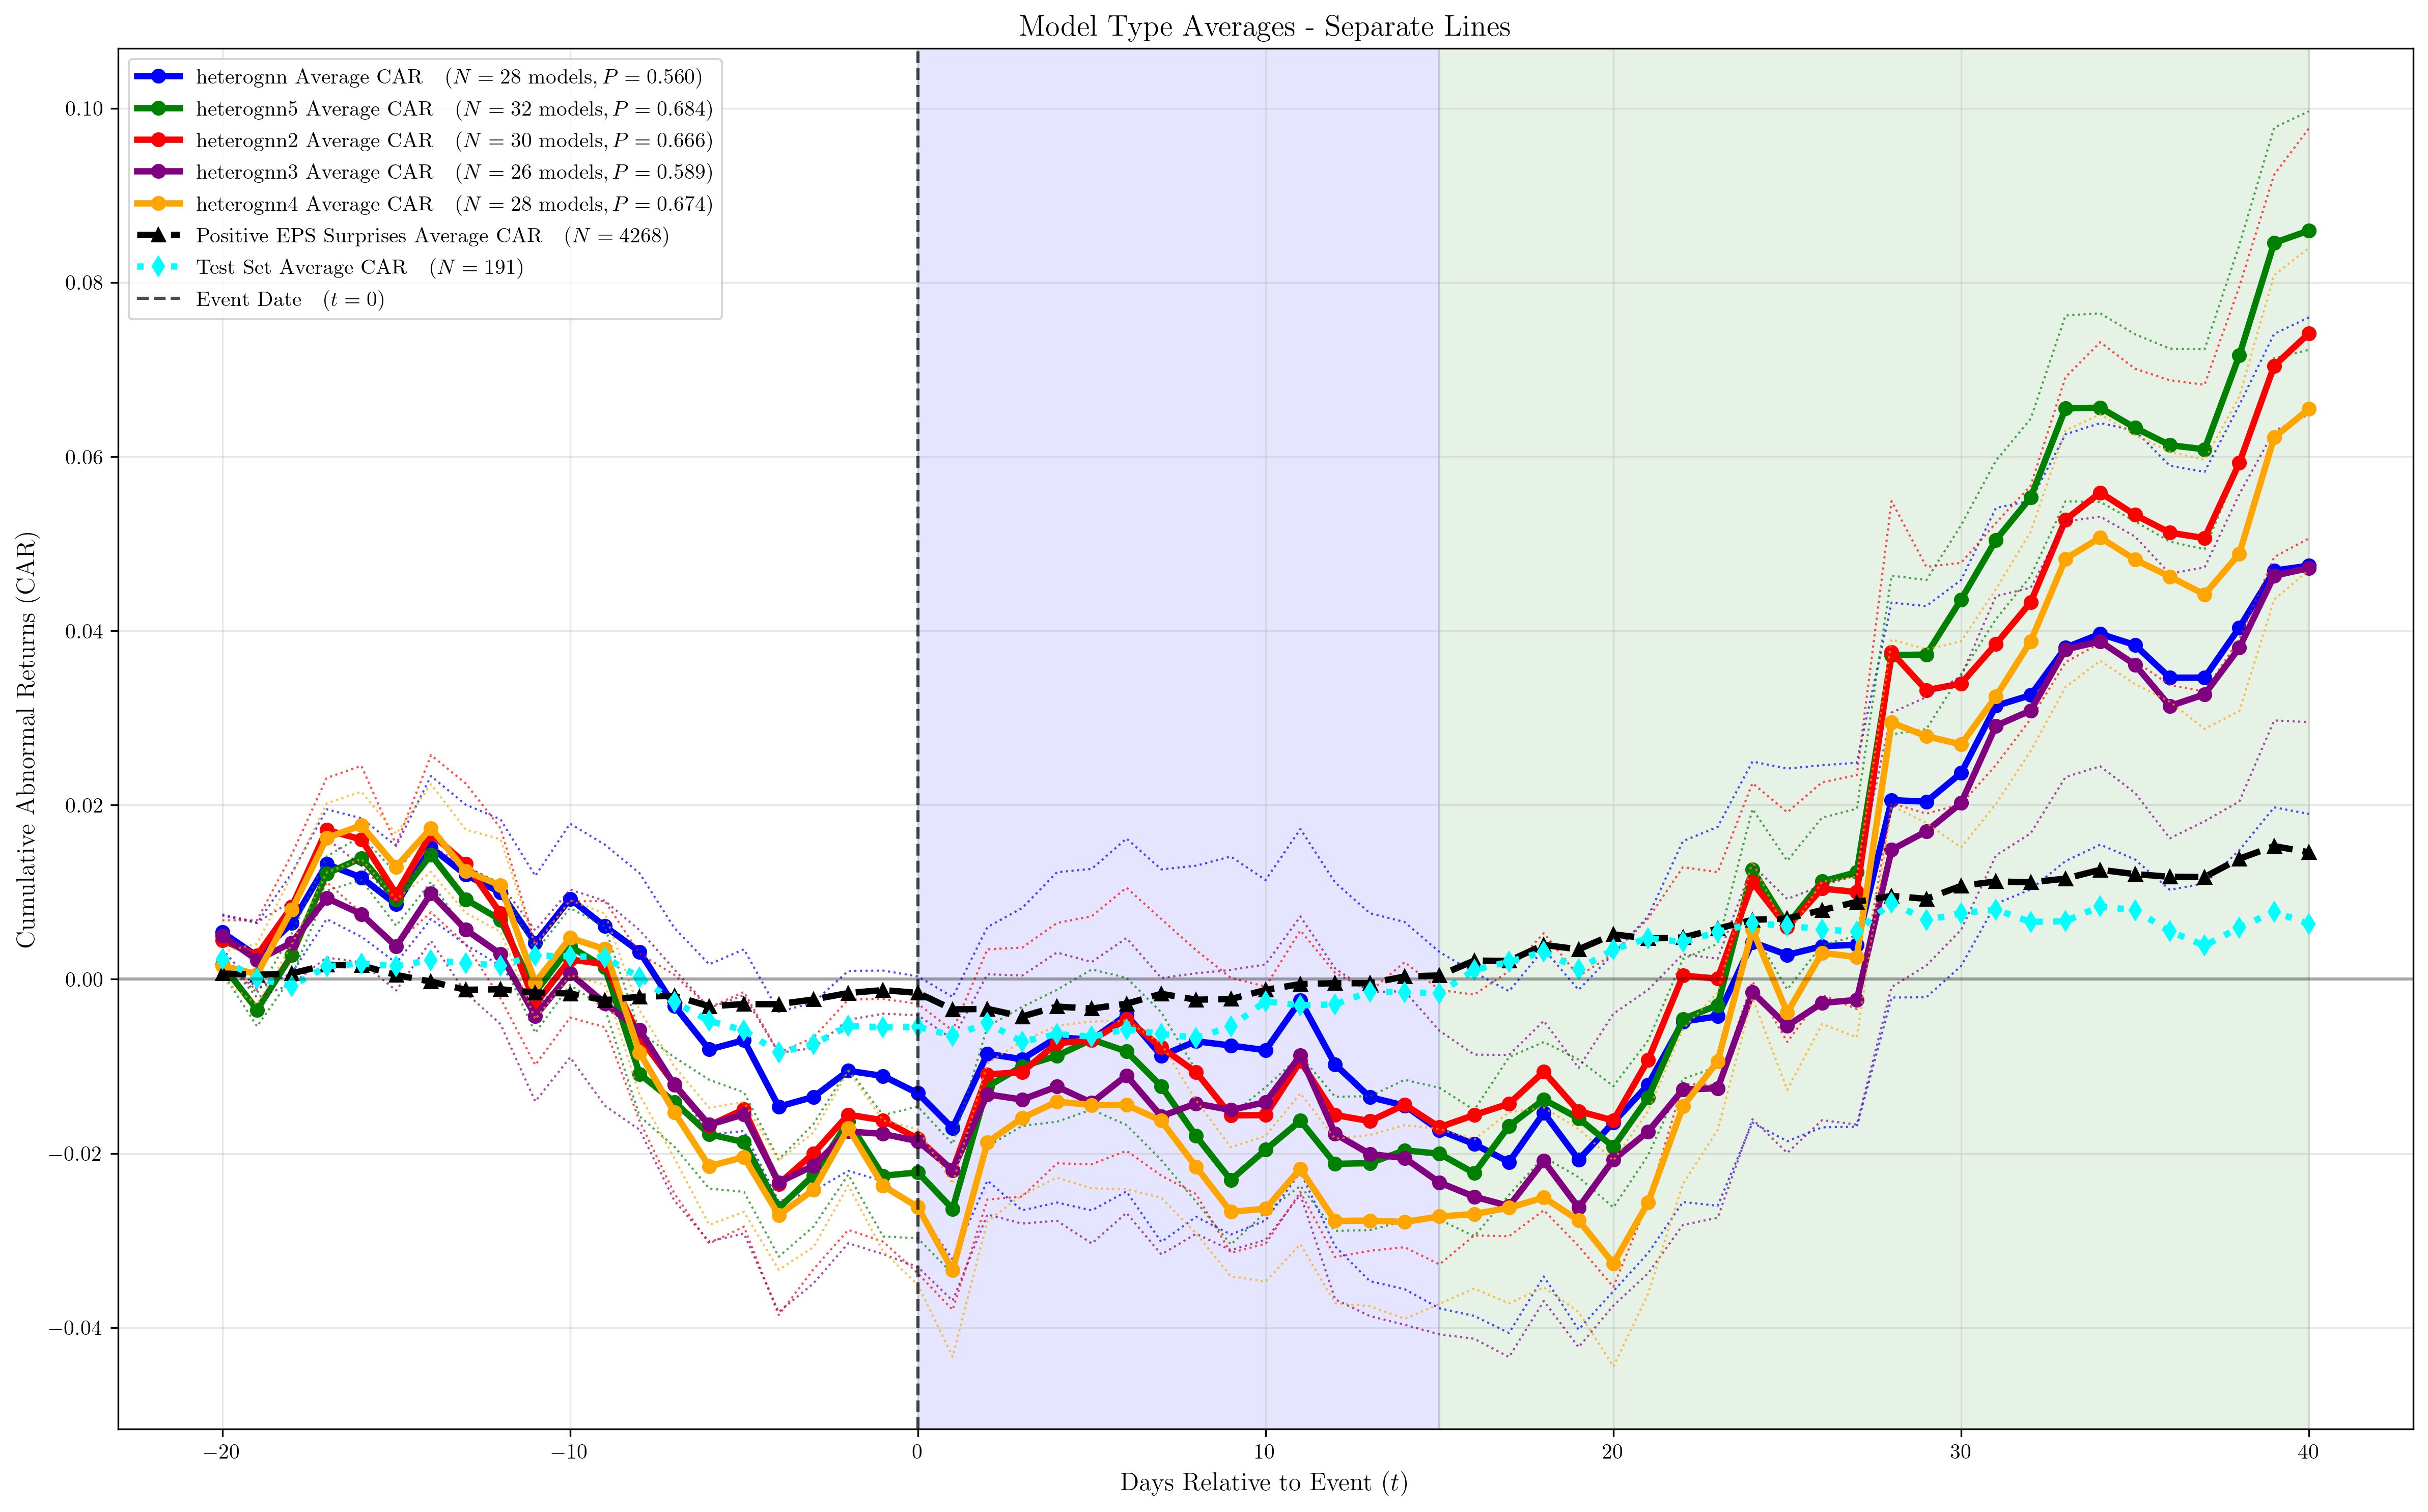 Model Type Averages - Separate Lines
heterognn Average CAR (N = 28 models, P = 0.560)
heterognn5 Average CAR (N = 32 models, P = 0.684)
heterognn2 Average CAR (N = 30 models, P = 0.666)
heterognn3 Average CAR (N = 26 models, P = 0.589)
heterognn4 Average CAR (N = 28 models, P = 0.674)
Positive EPS Surprises Average CAR (N = 4268)
Test Set Average CAR (N = 191)
Event Date (t = 0)
Cumulative Abnormal Returns (CAR)
0.10
0.08
0.06
0.04
0.02
0.00
−0.02
−0.04
−20 −10 0 10 20 30 40
Days Relative to Event (t)